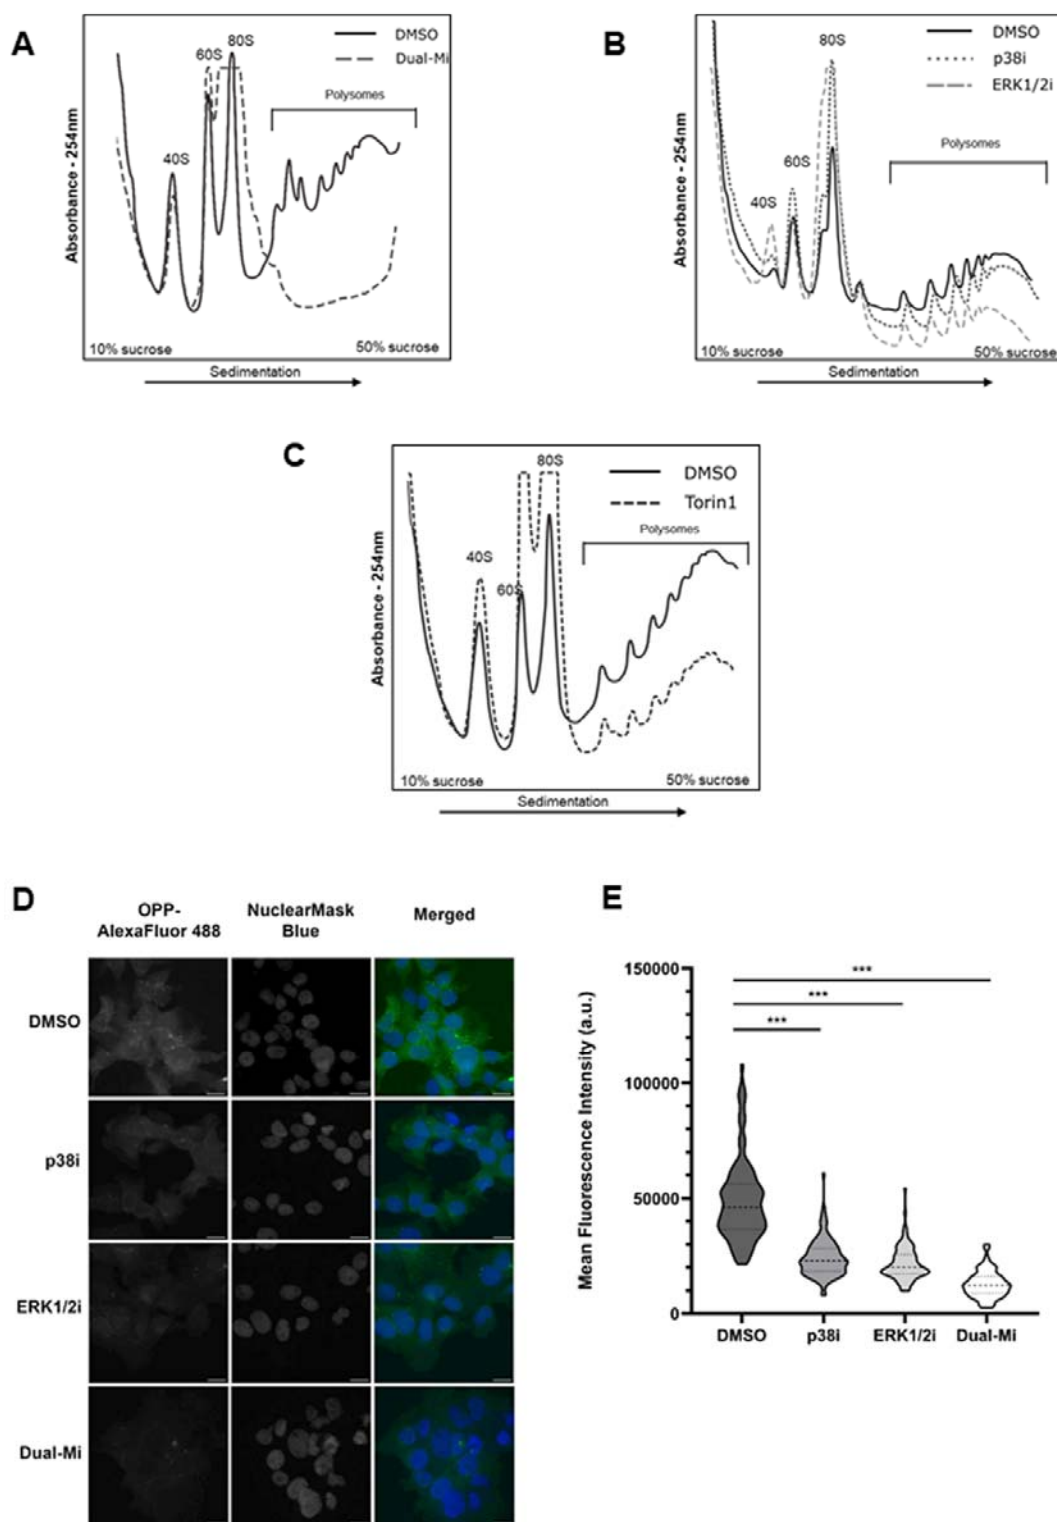 A
DMSO
Dual-Mi
80S
60S
40S
Polysomes
Absorbance - 254nm
10% sucrose
50% sucrose
Sedimentation
B
DMSO
p38i
ERK1/2i
80S
60S
40S
Polysomes
Absorbance - 254nm
10% sucrose
50% sucrose
Sedimentation
C
80S
DMSO
Torin1
Polysomes
40S
60S
Absorbance - 254nm
10% sucrose
50% sucrose
Sedimentation
D
OPP-
AlexaFluor 488
NuclearMask
Blue
Merged
DMSO
p38i
ERK1/2i
Dual-Mi
E
Mean Fluorescence Intensity (a.u.)
150000
100000
50000
0
***
***
***
DMSO
p38i
ERK1/2i
Dual-Mi